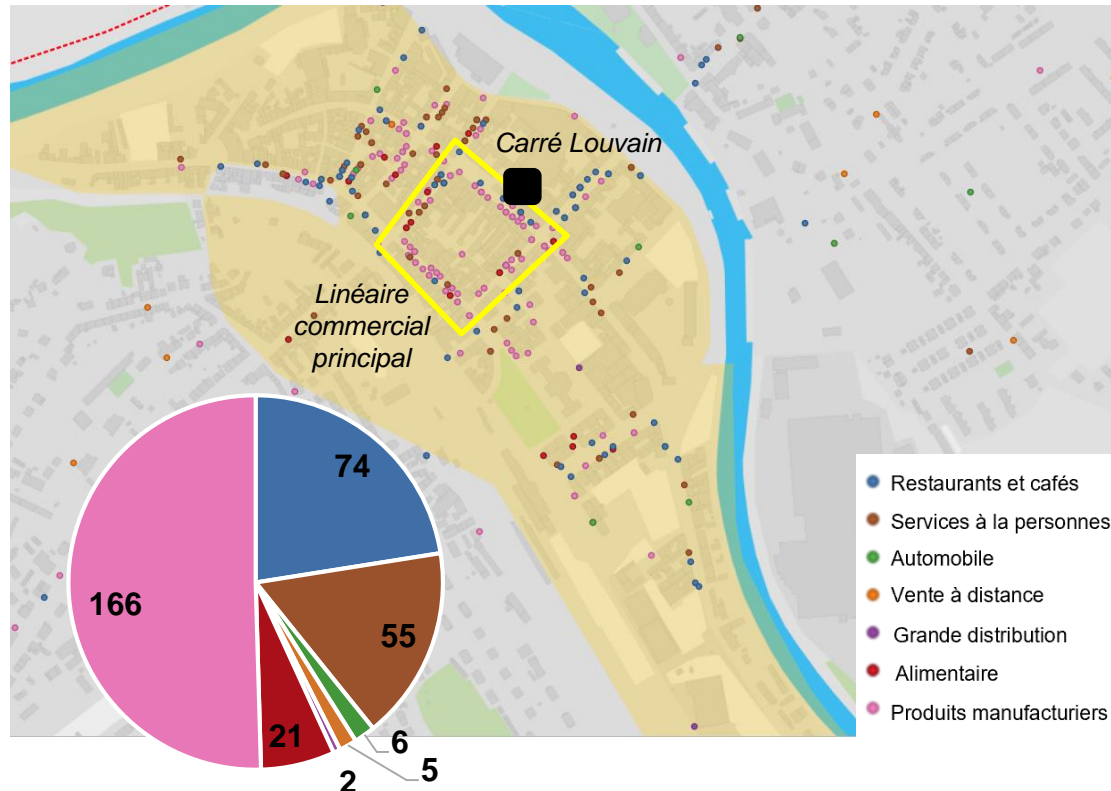 Carré Louvain
Linéaire
commercial
principal
74
55
6
5
2
21
166
Restaurants et cafés
Services à la personnes
Automobile
Vente à distance
Grande distribution
Alimentaire
Produits manufacturiers